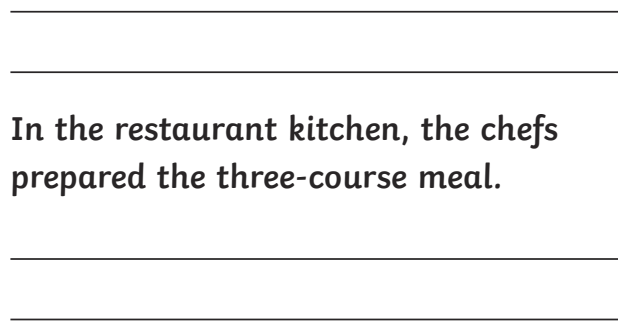 In the restaurant kitchen, the chefs
prepared the three-course meal.